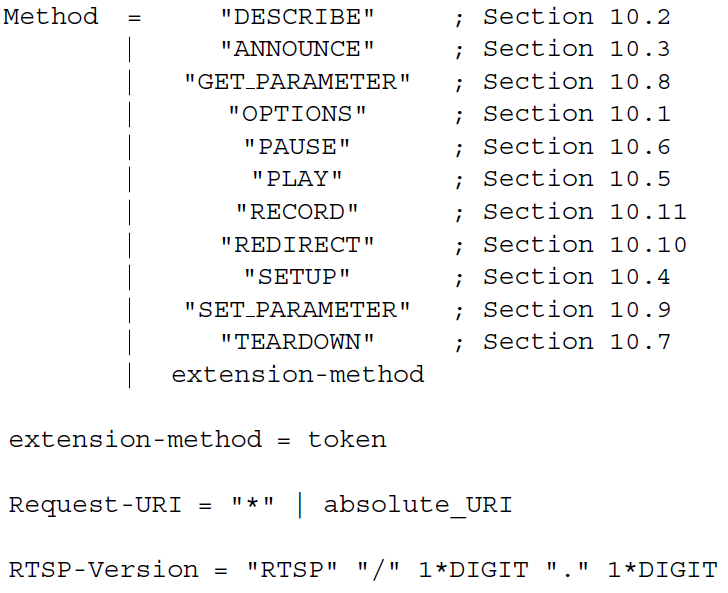 Method = "DESCRIBE" ; Section 10.2
| "ANNOUNCE" ; Section 10.3
| "GET_PARAMETER" ; Section 10.8
| "OPTIONS" ; Section 10.1
| "PAUSE" ; Section 10.6
| "PLAY" ; Section 10.5
| "RECORD" ; Section 10.11
| "REDIRECT" ; Section 10.10
| "SETUP" ; Section 10.4
| "SET_PARAMETER" ; Section 10.9
| "TEARDOWN" ; Section 10.7
| extension-method
extension-method = token
Request-URI = "*" | absolute_URI
RTSP-Version = "RTSP" "/" 1*DIGIT "." 1*DIGIT